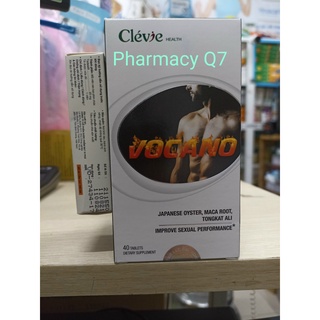 Clévie HEALTH
Pharmacy Q7
VOCANO
JAPANESE OYSTER, MACA ROOT,
TONGKAT ALI
IMPROVE SEXUAL PERFORMANCE
40 TABLETS
DIETARY SUPPLEMENT